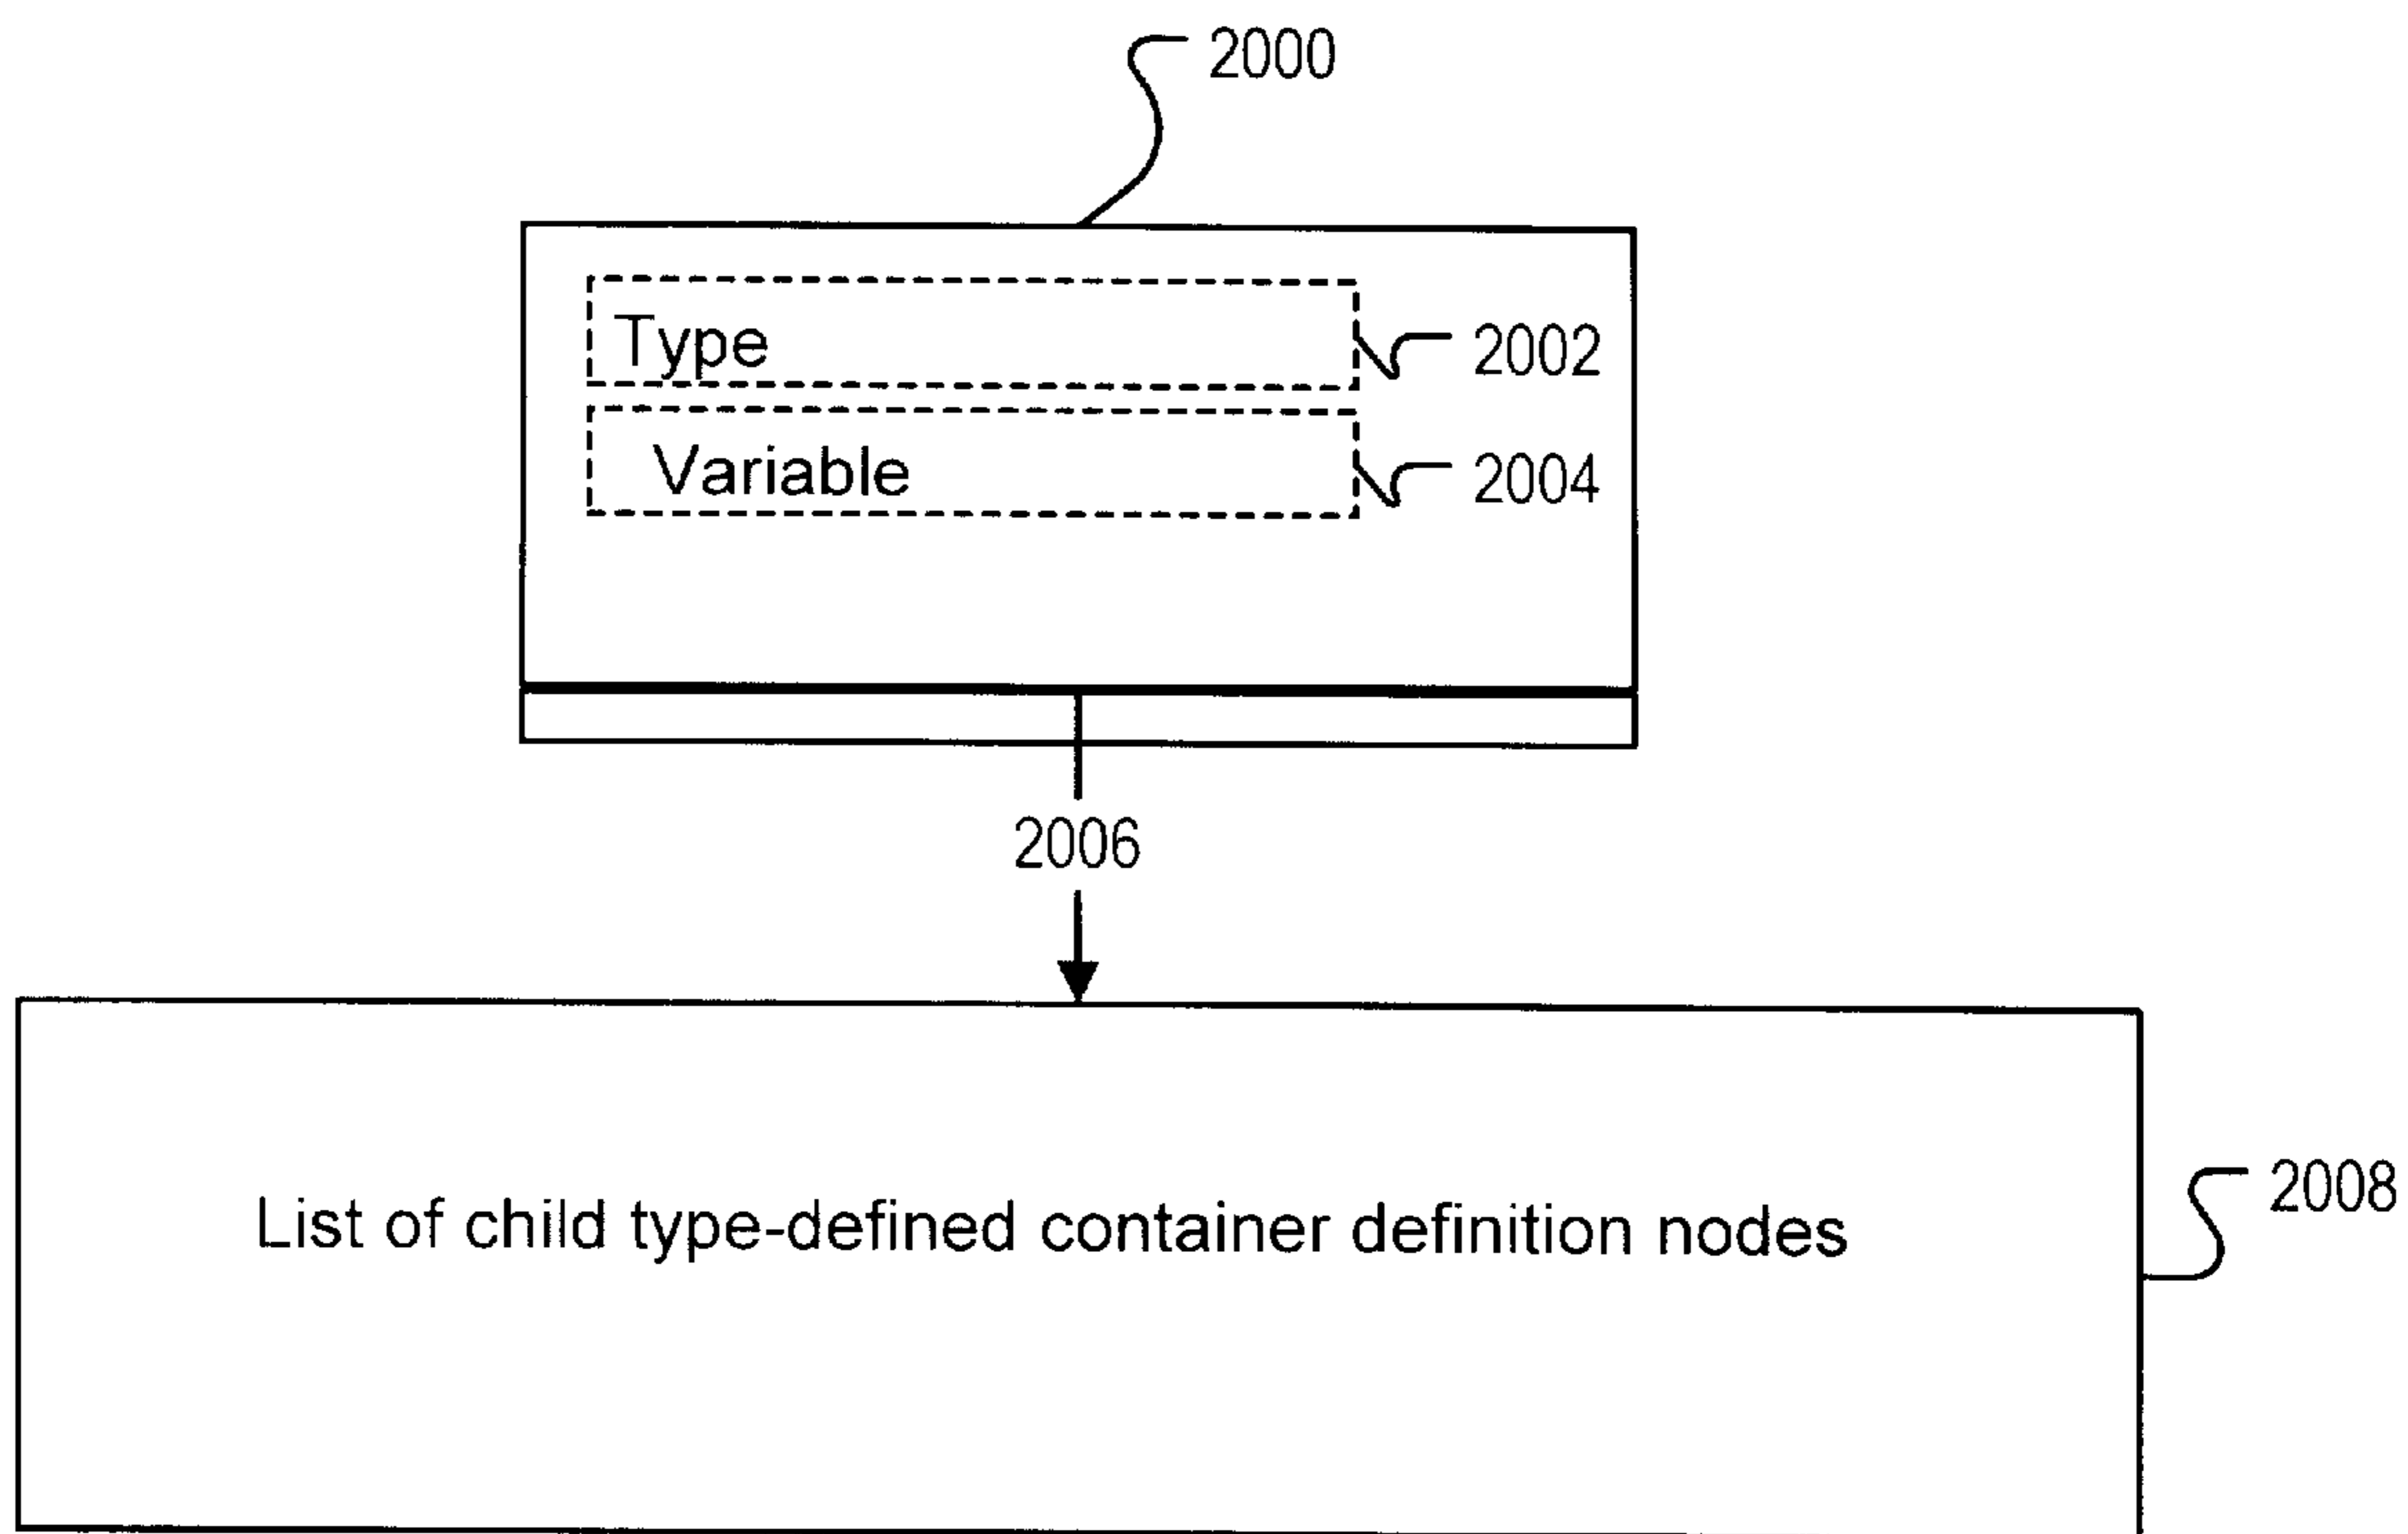 2000
Type
2002
Variable
2004
2006
List of child type-defined container definition nodes
2008